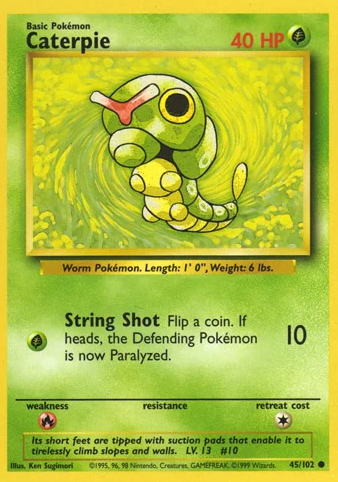 Basic Pokémon
Caterpie 40 HP
Worm Pokémon. Length: 1' 0", Weight: 6 lbs.
String Shot Flip a coin. If
heads, the Defending Pokémon 10
is now Paralyzed.
weakness resistance retreat cost
Its short feet are tipped with suction pads that enable it to
tirelessly climb slopes and walls. LV. 13 #10
Illus. Ken Sugimori ©1995, 96, 98 Nintendo, Creatures, GAMEFREAK. ©1999 Wizards. 45/102